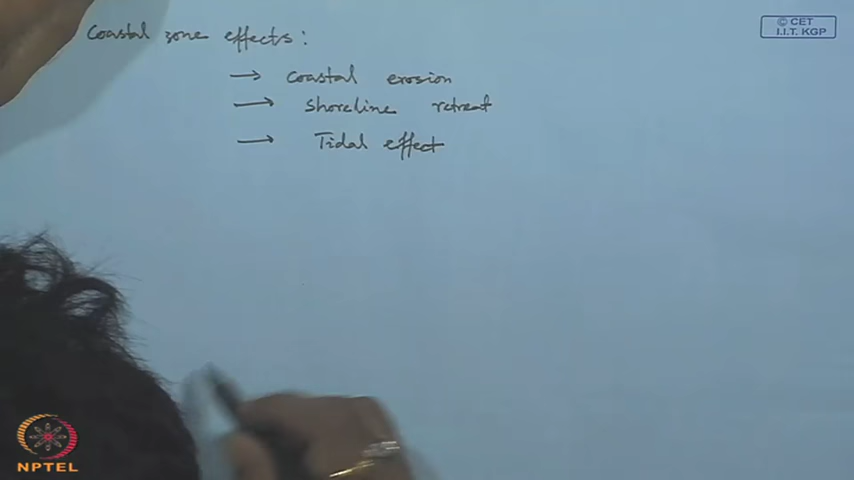 Coastal zone effects:
© CET
I.I.T. KGP
→ Coastal erosion
→ Shoreline retreat
→ Tidal effect
NPTEL